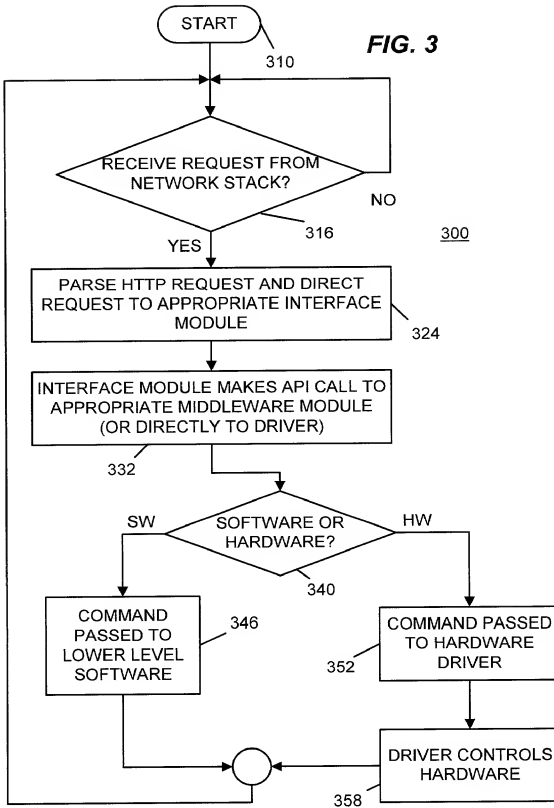 START
FIG. 3
310
RECEIVE REQUEST FROM
NETWORK STACK?
NO
316
300
YES
PARSE HTTP REQUEST AND DIRECT
REQUEST TO APPROPRIATE INTERFACE
MODULE
324
INTERFACE MODULE MAKES API CALL TO
APPROPRIATE MIDDLEWARE MODULE
(OR DIRECTLY TO DRIVER)
332
SW
SOFTWARE OR
HARDWARE?
HW
340
COMMAND
PASSED TO
LOWER LEVEL
SOFTWARE
346
COMMAND PASSED
TO HARDWARE
DRIVER
352
DRIVER CONTROLS
HARDWARE
358